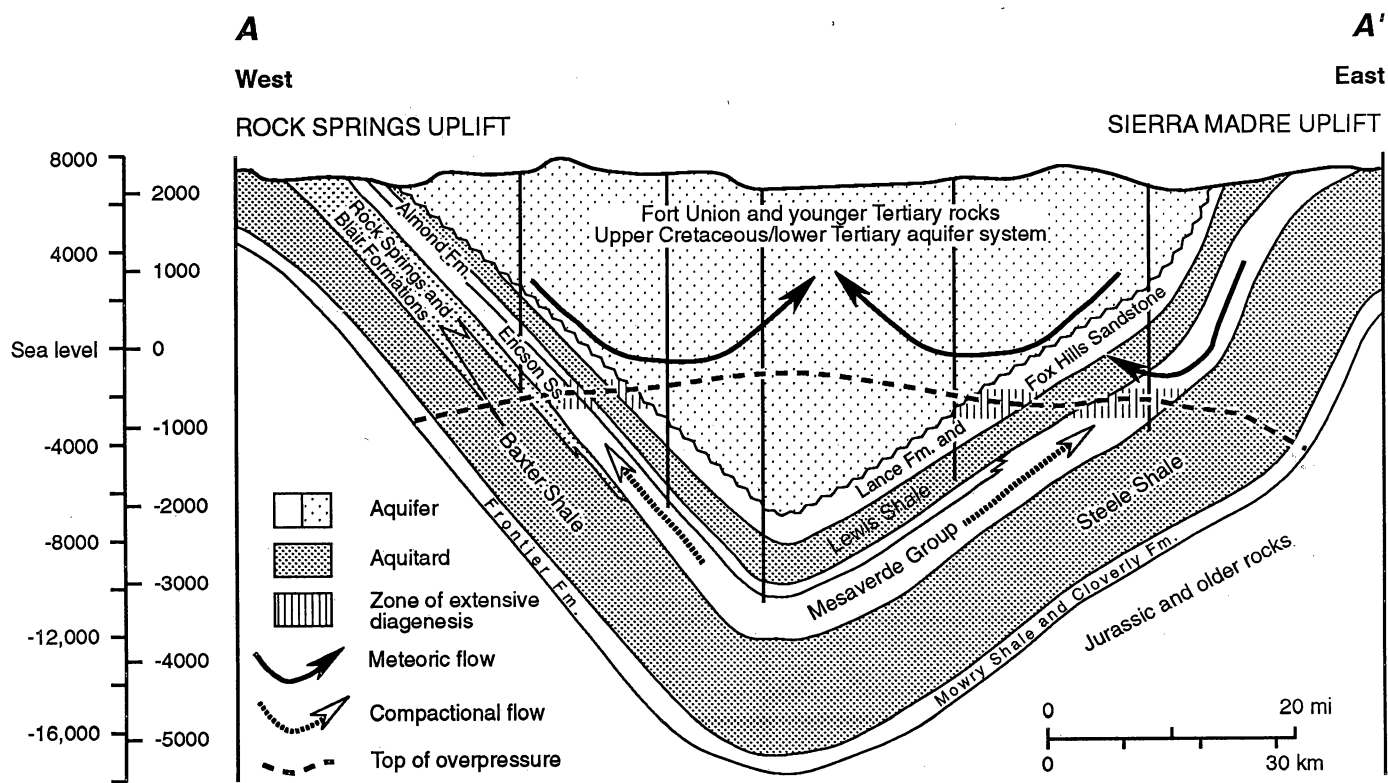 A
A'
West
East
ROCK SPRINGS UPLIFT
SIERRA MADRE UPLIFT
8000
2000
4000
1000
Sea level
0
-1000
-4000
-2000
-8000
-3000
-12,000
-4000
-16,000
-5000
Fort Union and younger Tertiary rocks
Upper Cretaceous/lower Tertiary aquifer system
Almond Fm.
Rock Springs and
Blair Formations
Ericson Ss.
Baxter Shale
Frontier Fm.
Lance Fm. and
Fox Hills Sandstone
Lewis Shale
Mesaverde Group
Steele Shale
Mowry Shale and Cloverly Fm.
Jurassic and older rocks
Aquifer
Aquitard
Zone of extensive
diagenesis
Meteoric flow
Compactional flow
Top of overpressure
0
20 mi
0
30 km